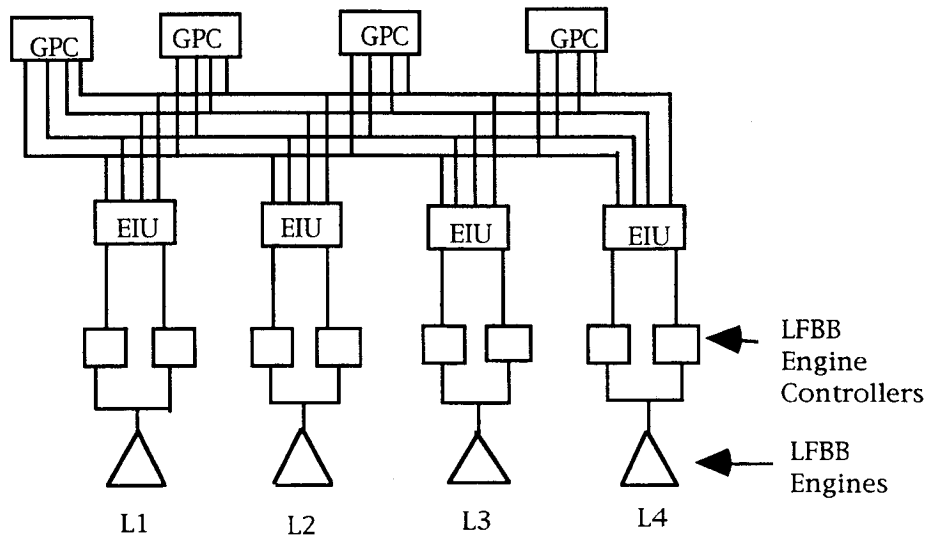 GPC
GPC
GPC
GPC
EIU
EIU
EIU
EIU
LFBB
Engine
Controllers
LFBB
Engines
L1
L2
L3
L4